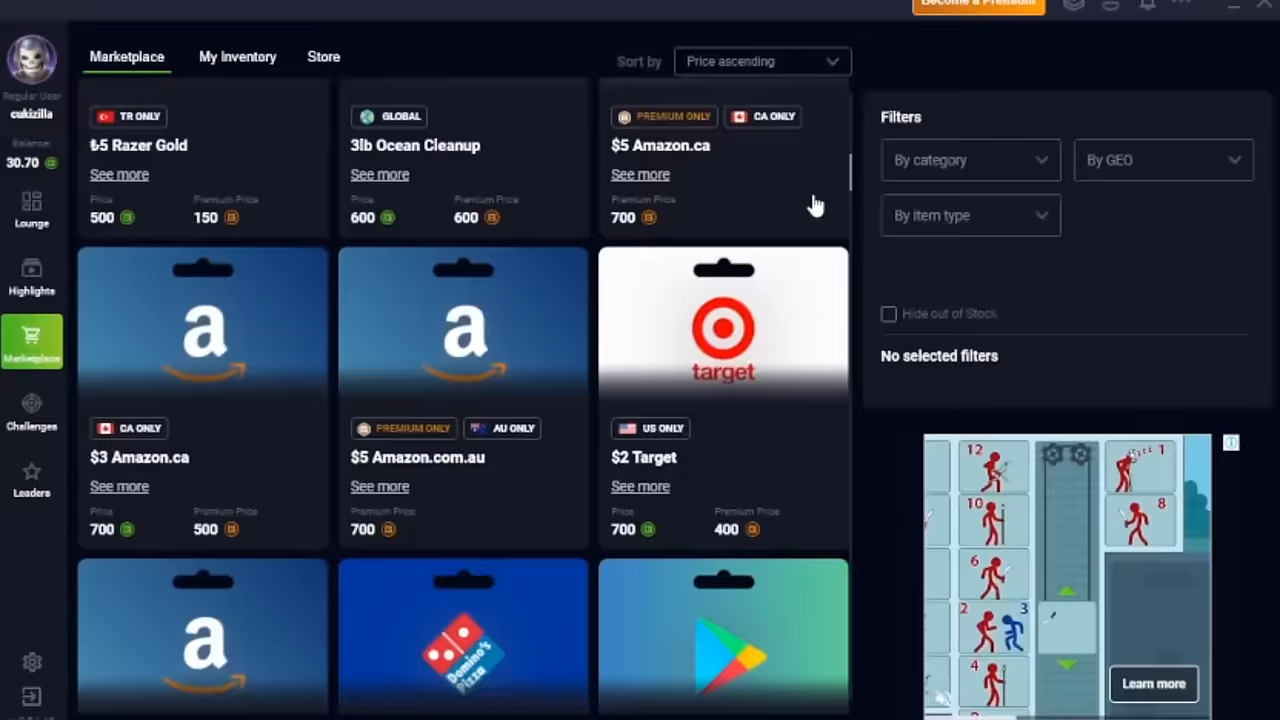 Become a Premium
Marketplace
My Inventory
Store
Sort by
Price ascending
Regular User
cukizilla
Balance:
30.70
Lounge
Highlights
Marketplace
Challenges
Leaders
TR ONLY
₺5 Razer Gold
See more
Price
Premium Price
500
150
GLOBAL
3lb Ocean Cleanup
See more
Price
Premium Price
600
600
PREMIUM ONLY
CA ONLY
$5 Amazon.ca
See more
Premium Price
700
a
CA ONLY
$3 Amazon.ca
See more
Price
Premium Price
700
500
a
PREMIUM ONLY
AU ONLY
$5 Amazon.com.au
See more
Premium Price
700
target
US ONLY
$2 Target
See more
Price
Premium Price
700
400
a
Domino's
Pizza
Filters
By category
By GEO
By item type
Hide out of Stock
No selected filters
12
1
10
8
6
2
3
4
Learn more